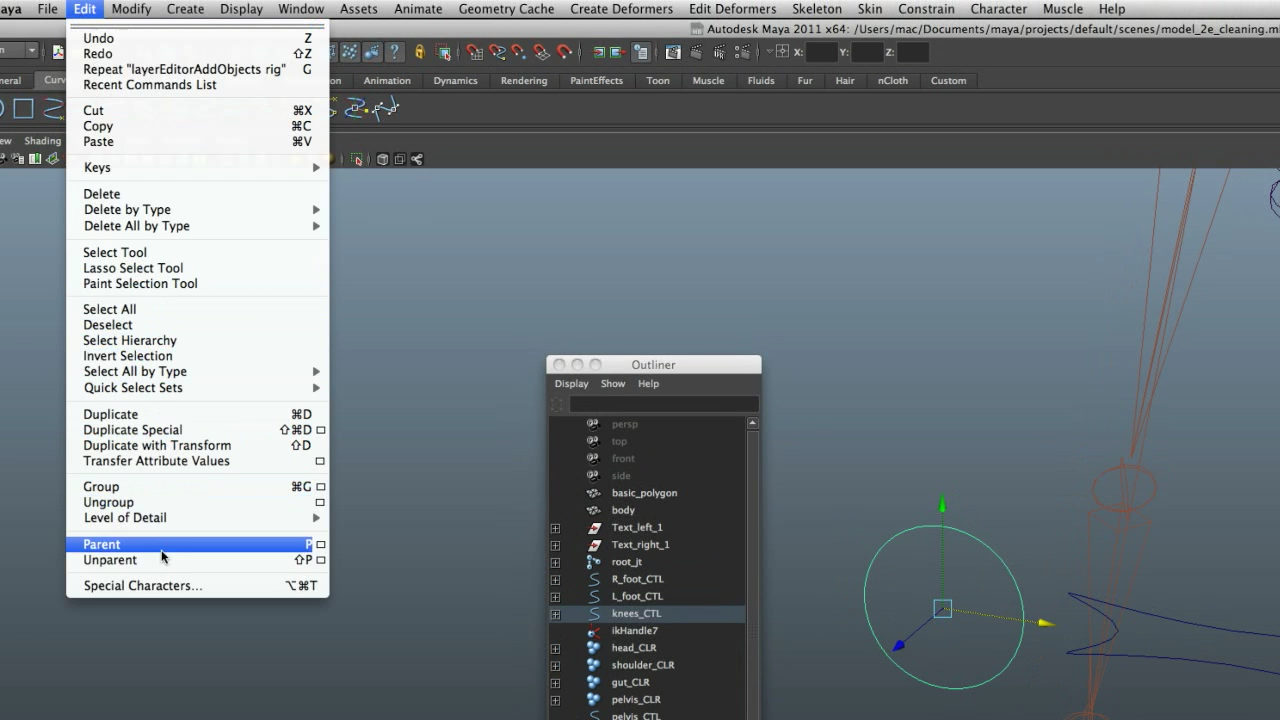 aya File Edit Modify Create Display Window Assets Animate Geometry Cache Create Deformers Edit Deformers Skeleton Skin Constrain Character Muscle Help
Autodesk Maya 2011 x64: /Users/mac/Documents/maya/projects/default/scenes/model_2e_cleaning.m
n X: Y: Z:
neral Curv on Animation Dynamics Rendering PaintEffects Toon Muscle Fluids Fur Hair nCloth Custom
ew Shading
Undo Z
Redo ⇧Z
Repeat "layerEditorAddObjects rig" G
Recent Commands List
Cut ⌘X
Copy ⌘C
Paste ⌘V
Keys
Delete
Delete by Type
Delete All by Type
Select Tool
Lasso Select Tool
Paint Selection Tool
Select All
Deselect
Select Hierarchy
Invert Selection
Select All by Type
Quick Select Sets
Duplicate ⌘D
Duplicate Special ⇧⌘D
Duplicate with Transform ⇧D
Transfer Attribute Values
Group ⌘G
Ungroup
Level of Detail
Parent P
Unparent ⇧P
Special Characters... ⌥⌘T
Outliner
Display Show Help
persp
top
front
side
basic_polygon
body
Text_left_1
Text_right_1
root_jt
R_foot_CTL
L_foot_CTL
knees_CTL
ikHandle7
head_CLR
shoulder_CLR
gut_CLR
pelvis_CLR
pelvis_CTL